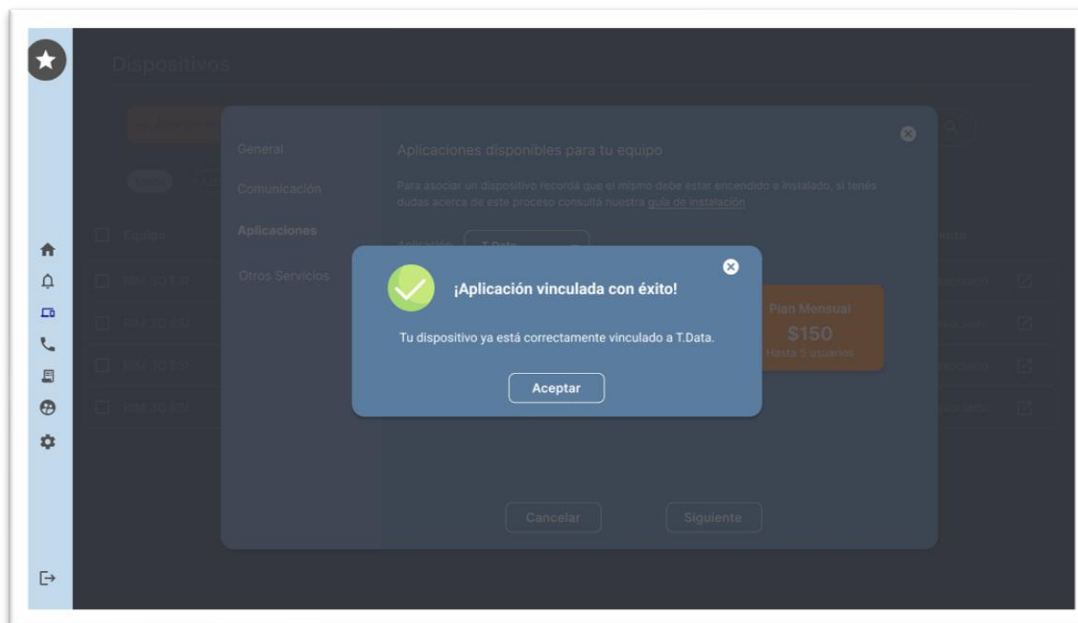 Dispositivos
General
Comunicación
Aplicaciones
Otros Servicios
Aplicaciones disponibles para tu equipo
Para asociar un dispositivo recordá que el mismo debe estar encendido e instalado, si tenés
dudas acerca de este proceso consultá nuestra guía de instalación
Aplicación
T.Data
Equipo
¡Aplicación vinculada con éxito!
Tu dispositivo ya está correctamente vinculado a T.Data.
Aceptar
Plan Mensual
$150
Hasta 5 usuarios
Cancelar
Siguiente